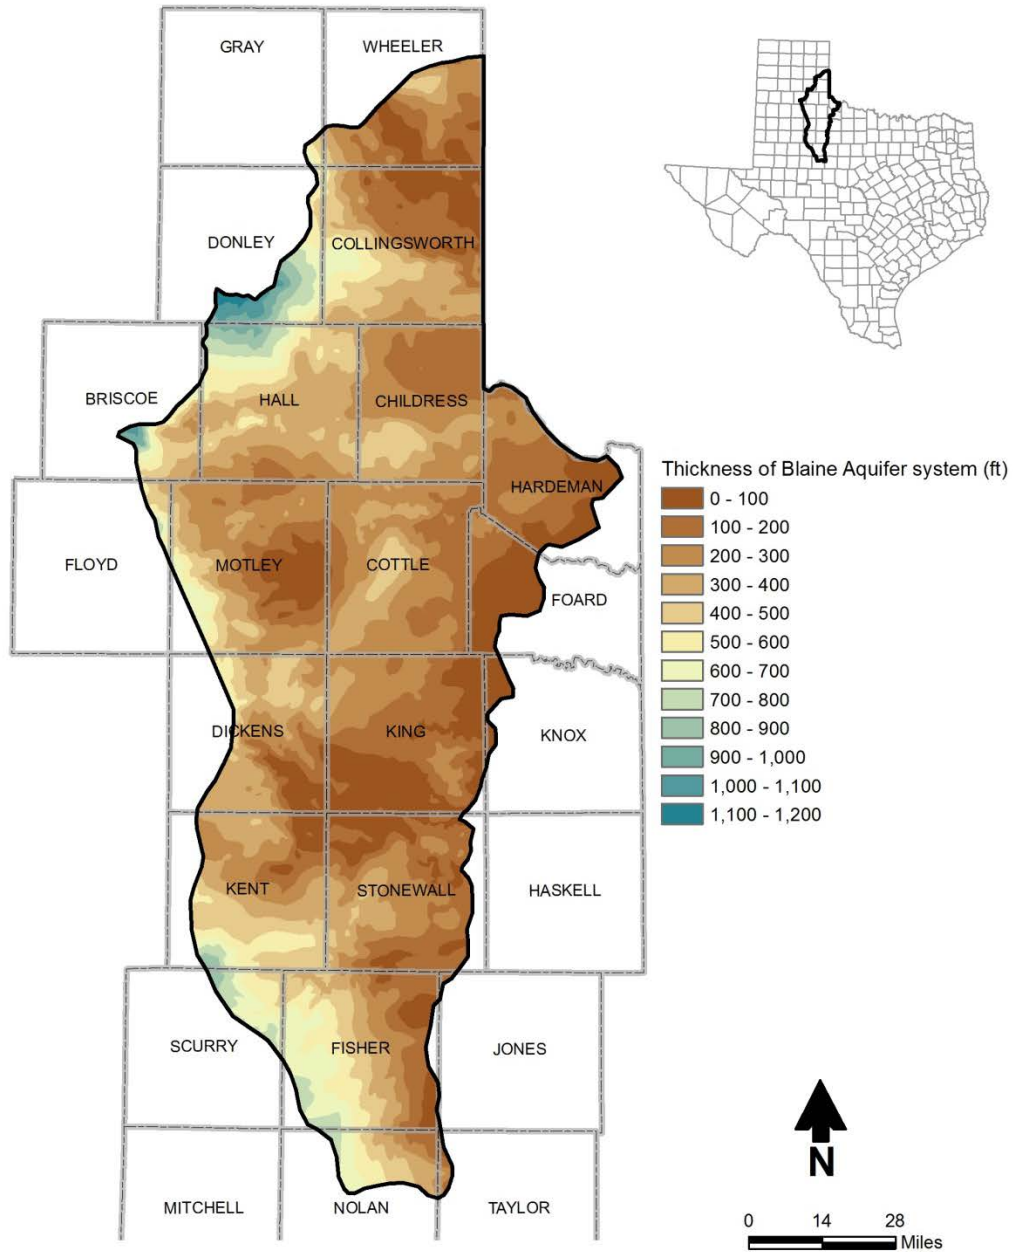 GRAY
WHEELER
DONLEY
COLLINGSWORTH
BRISCOE
HALL
CHILDRESS
HARDEMAN
FLOYD
MOTLEY
COTTLE
FOARD
DICKENS
KING
KNOX
KENT
STONEWALL
HASKELL
SCURRY
FISHER
JONES
MITCHELL
NOLAN
TAYLOR
Thickness of Blaine Aquifer system (ft)
0 - 100
100 - 200
200 - 300
300 - 400
400 - 500
500 - 600
600 - 700
700 - 800
800 - 900
900 - 1,000
1,000 - 1,100
1,100 - 1,200
N
0 14 28
Miles